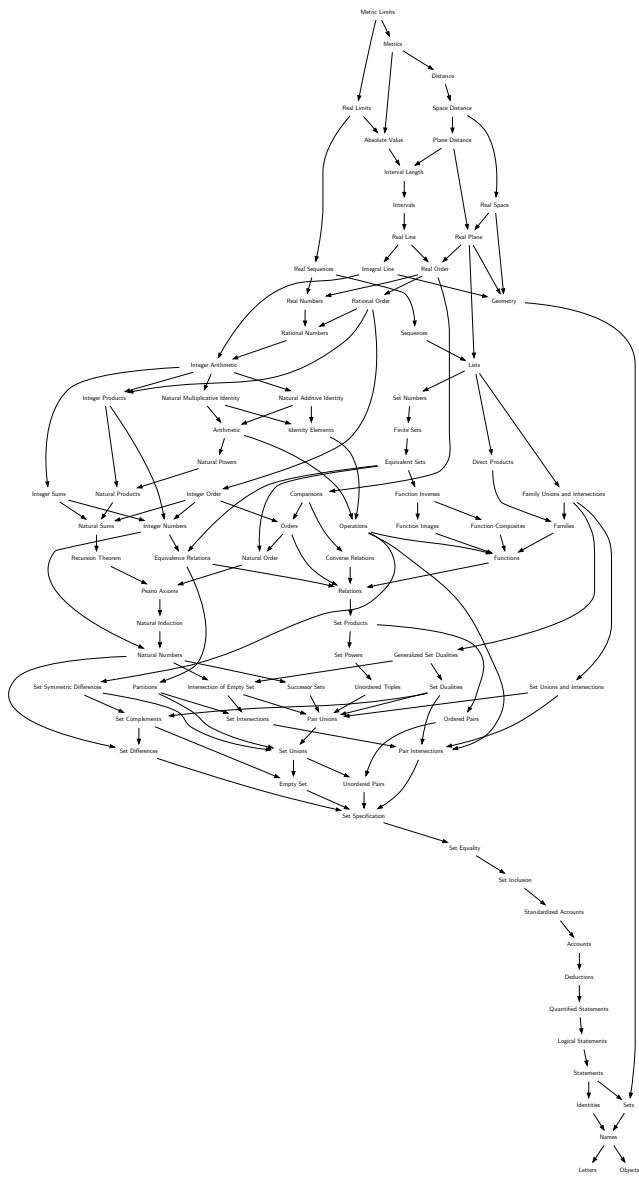 Metric Limits
Metrics
Distance
Real Limits Space Distance
Absolute Value Plane Distance
Interval Length
Intervals Real Space
Real Line Real Plane
Real Sequences Integral Line Real Order
Real Numbers Rational Order Geometry
Rational Numbers Sequences
Integer Arithmetic Lists
Integer Products Natural Multiplicative Identity Natural Additive Identity Set Numbers
Arithmetic Identity Elements Finite Sets
Natural Powers Equivalent Sets Direct Products
Integer Sums Natural Products Integer Order Comparisons Function Inverses Family Unions and Intersections
Natural Sums Integer Numbers Orders Operations Function Images Function Composites Families
Recursion Theorem Equivalence Relations Natural Order Converse Relations Functions
Peano Axioms Relations
Natural Induction Set Products
Natural Numbers Set Powers Generalized Set Dualities
Set Symmetric Differences Partitions Intersection of Empty Set Successor Sets Unordered Triples Set Dualities Set Unions and Intersections
Set Complements Set Intersections Pair Unions Ordered Pairs
Set Differences Set Unions Pair Intersections
Empty Set Unordered Pairs
Set Specification
Set Equality
Set Inclusion
Standardized Accounts
Accounts
Deductions
Quantified Statements
Logical Statements
Statements
Identities Sets
Names
Letters Objects